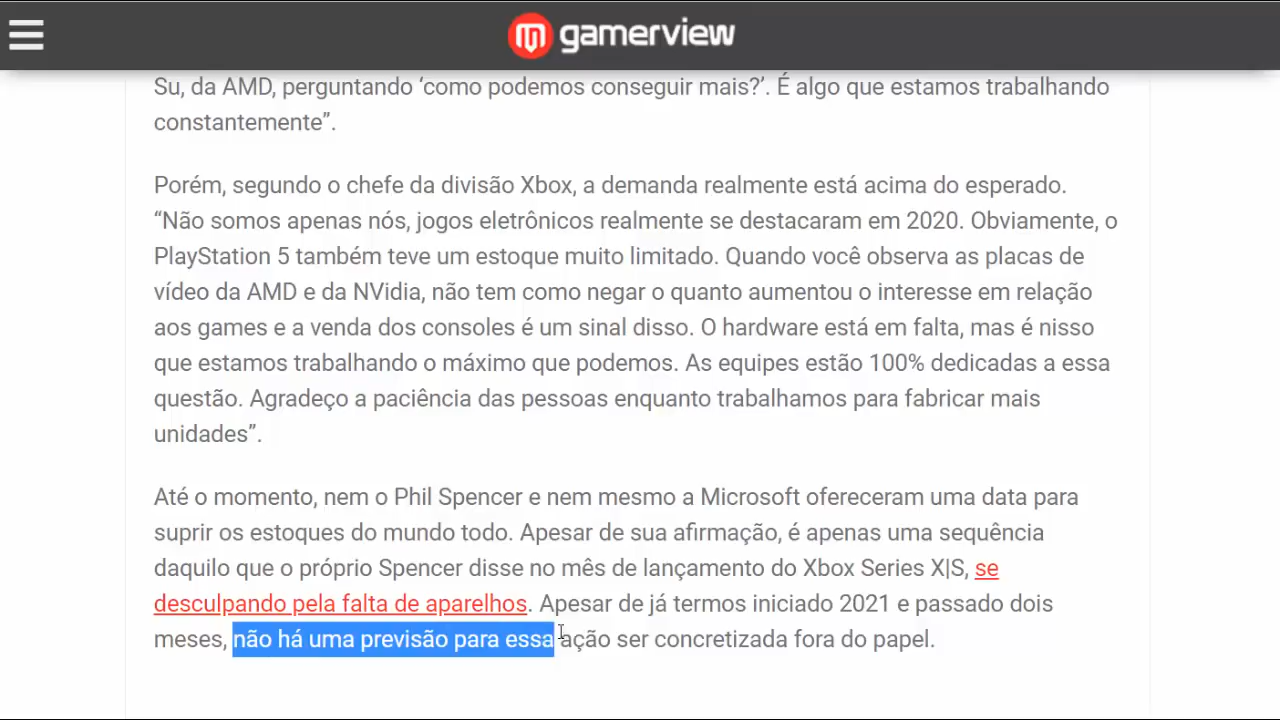 gamerview
Su, da AMD, perguntando ‘como podemos conseguir mais?’. É algo que estamos trabalhando
constantemente”.
Porém, segundo o chefe da divisão Xbox, a demanda realmente está acima do esperado.
“Não somos apenas nós, jogos eletrônicos realmente se destacaram em 2020. Obviamente, o
PlayStation 5 também teve um estoque muito limitado. Quando você observa as placas de
vídeo da AMD e da NVidia, não tem como negar o quanto aumentou o interesse em relação
aos games e a venda dos consoles é um sinal disso. O hardware está em falta, mas é nisso
que estamos trabalhando o máximo que podemos. As equipes estão 100% dedicadas a essa
questão. Agradeço a paciência das pessoas enquanto trabalhamos para fabricar mais
unidades”.
Até o momento, nem o Phil Spencer e nem mesmo a Microsoft ofereceram uma data para
suprir os estoques do mundo todo. Apesar de sua afirmação, é apenas uma sequência
daquilo que o próprio Spencer disse no mês de lançamento do Xbox Series X|S, se
desculpando pela falta de aparelhos. Apesar de já termos iniciado 2021 e passado dois
meses, não há uma previsão para essa ação ser concretizada fora do papel.